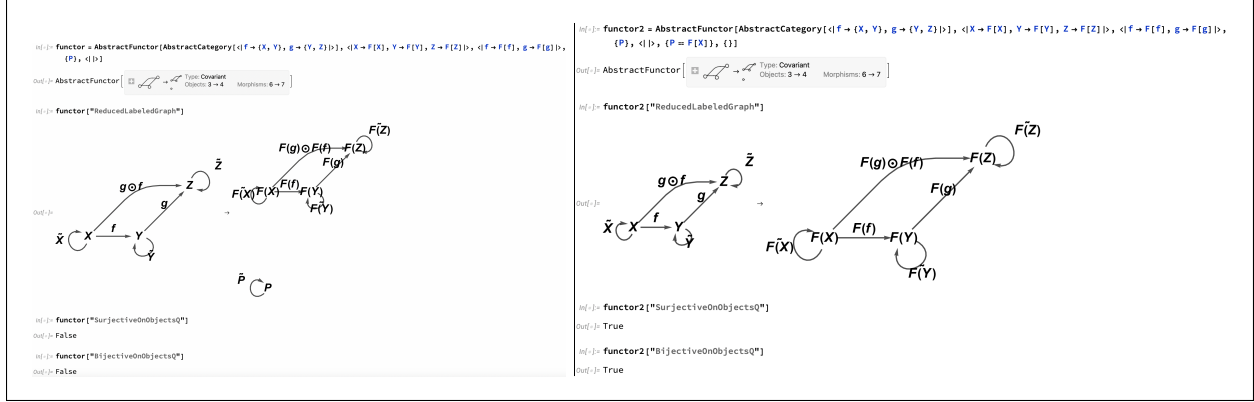 In[-]:= functor = AbstractFunctor[AbstractCategory[<|f → {X, Y}, g → {Y, Z}|>], <|X → F[X], Y → F[Y], Z → F[Z]|>, <|f → F[f], g → F[g]|>,
{P}, <||>]
Out[-]= AbstractFunctor[ Type: Covariant
Objects: 3 → 4 Morphisms: 6 → 7 ]
In[-]:= functor["ReducedLabeledGraph"]
F(Z̃)
F(g)⊙F(f) F(Z)
F(g)
Z̃
F(X̃) F(X) F(f) F(Y)
g⊙f Z
F(Ỹ)
g
Out[-]= →
X̃ X f Y
Ỹ
P̃ P
In[-]:= functor["SurjectiveOnObjectsQ"]
Out[-]= False
In[-]:= functor["BijectiveOnObjectsQ"]
Out[-]= False
In[-]:= functor2 = AbstractFunctor[AbstractCategory[<|f → {X, Y}, g → {Y, Z}|>], <|X → F[X], Y → F[Y], Z → F[Z]|>, <|f → F[f], g → F[g]|>,
{P}, <||>, {P == F[X]}, {}]
Out[-]= AbstractFunctor[ Type: Covariant
Objects: 3 → 4 Morphisms: 6 → 7 ]
In[-]:= functor2["ReducedLabeledGraph"]
F(Z̃)
F(g)⊙F(f) F(Z)
Z̃
g⊙f Z
F(g)
g
Out[-]= →
X̃ X f Y
Ỹ
F(X̃) F(X) F(f) F(Y)
F(Ỹ)
In[-]:= functor2["SurjectiveOnObjectsQ"]
Out[-]= True
In[-]:= functor2["BijectiveOnObjectsQ"]
Out[-]= True